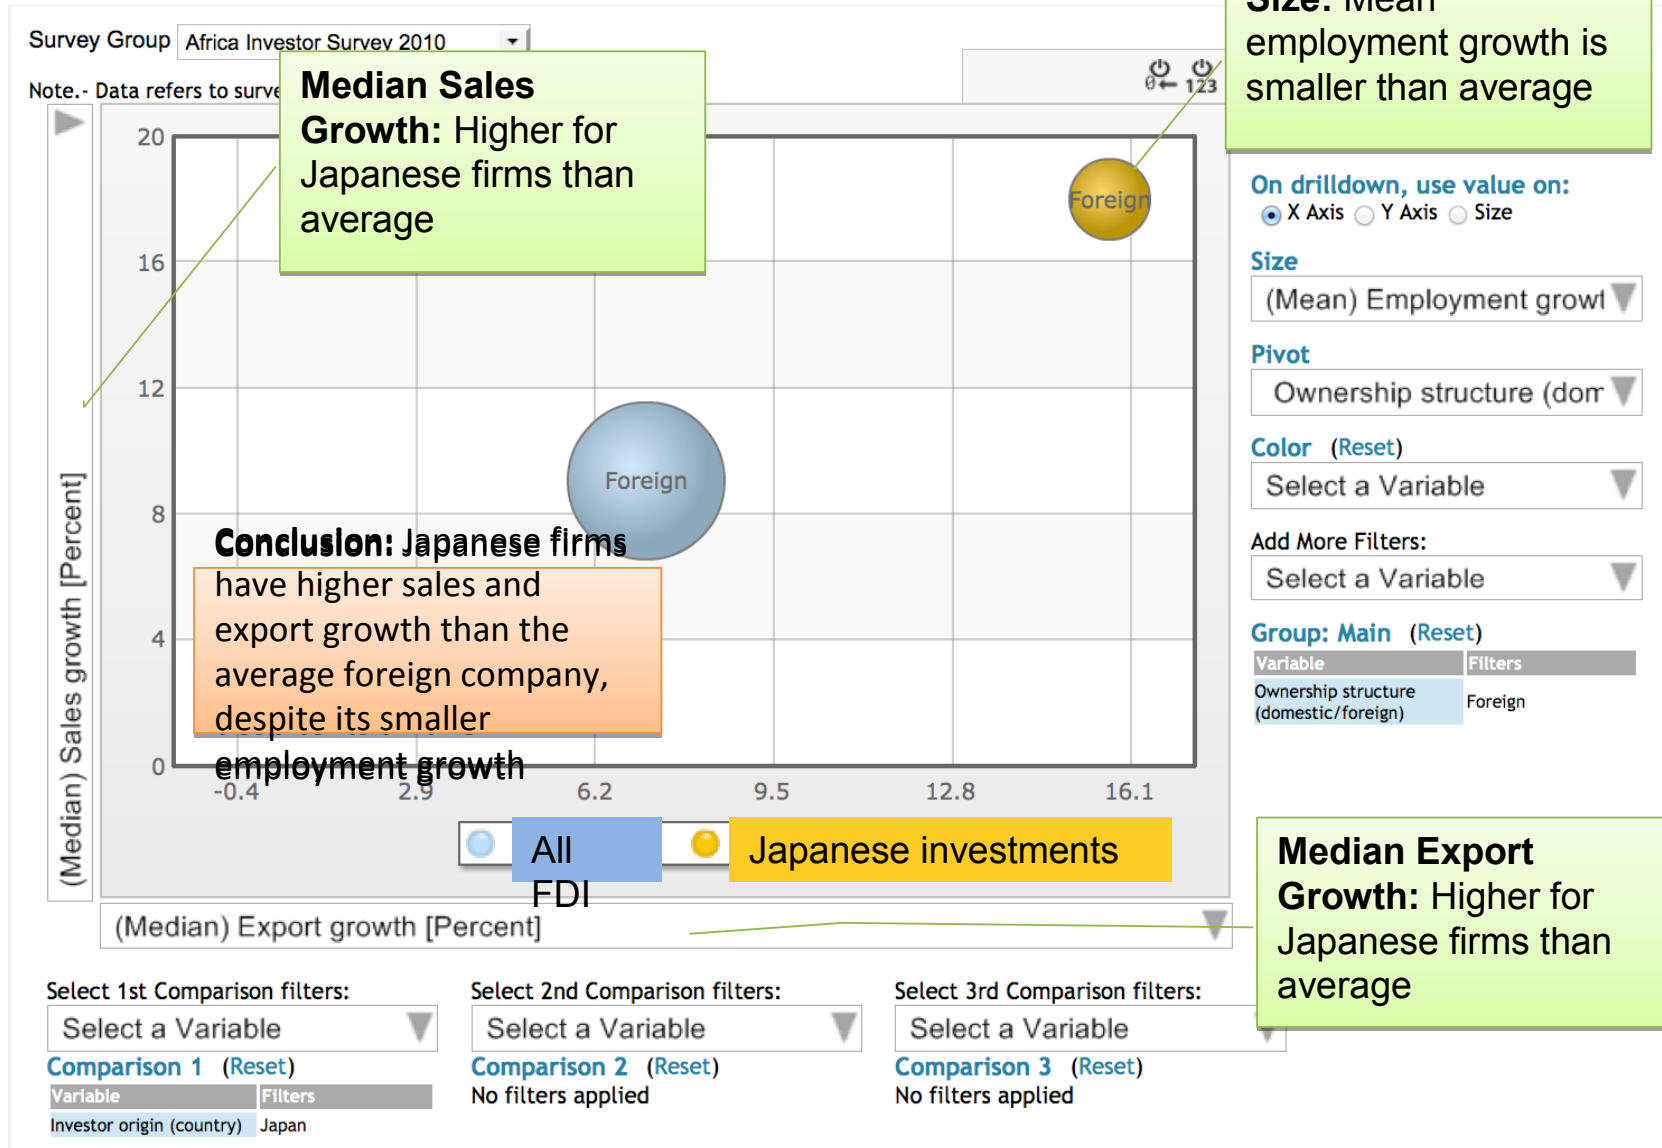 Size: Mean
employment growth is
smaller than average
Survey Group Africa Investor Survey 2010
Note.- Data refers to surve
Median Sales
Growth: Higher for
Japanese firms than
average
0 123
20
16
12
8
4
0
(Median) Sales growth [Percent]
Foreign
Foreign
Conclusion: Japanese firms
have higher sales and
export growth than the
average foreign company,
despite its smaller
employment growth
-0.4 2.9 6.2 9.5 12.8 16.1
All
FDI
Japanese investments
(Median) Export growth [Percent]
On drilldown, use value on:
X Axis Y Axis Size
Size
(Mean) Employment growt
Pivot
Ownership structure (dom
Color (Reset)
Select a Variable
Add More Filters:
Select a Variable
Group: Main (Reset)
Variable Filters
Ownership structure
(domestic/foreign)
Foreign
Median Export
Growth: Higher for
Japanese firms than
average
Select 1st Comparison filters:
Select a Variable
Comparison 1 (Reset)
Variable Filters
Investor origin (country) Japan
Select 2nd Comparison filters:
Select a Variable
Comparison 2 (Reset)
No filters applied
Select 3rd Comparison filters:
Select a Variable
Comparison 3 (Reset)
No filters applied